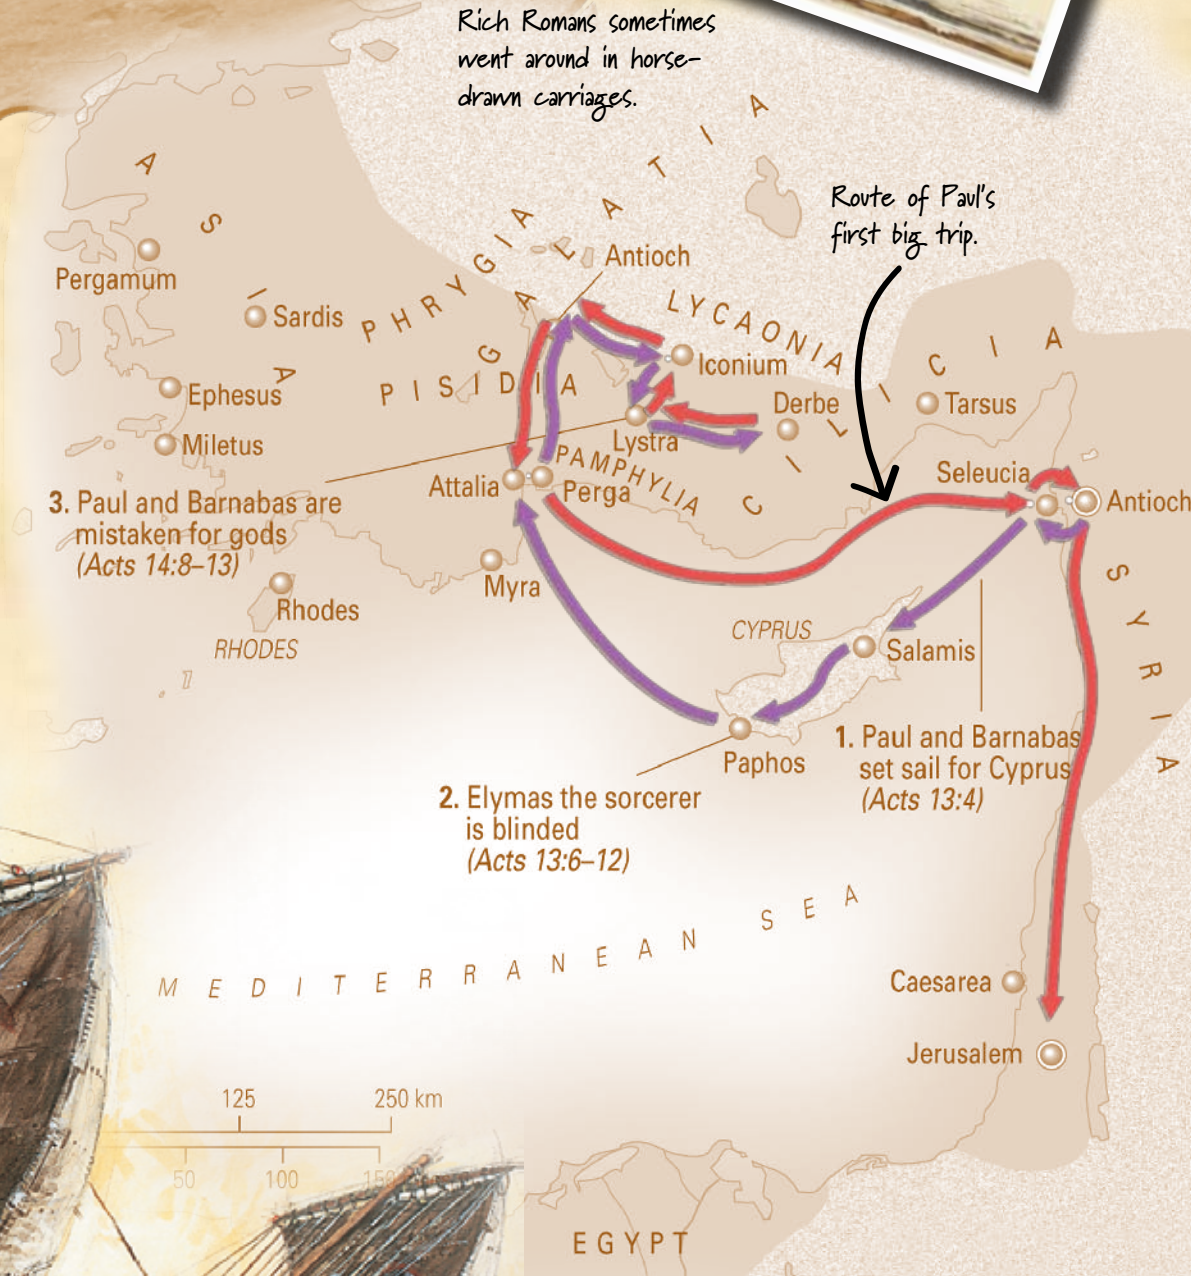 Rich Romans sometimes
went around in horse-
drawn carriages.
GALATIA
ASIA
Route of Paul's
first big trip.
PHRYGIA
Antioch
Pergamum
LYCAONIA
Sardis
CILICIA
Iconium
PISIDIA
Ephesus
Derbe
Tarsus
Miletus
Lystra
PAMPHYLIA
Seleucia
Attalia
Perga
Antioch
3. Paul and Barnabas are
mistaken for gods
(Acts 14:8–13)
Myra
Rhodes
RHODES
SYRIA
CYPRUS
Salamis
Paphos
1. Paul and Barnabas
set sail for Cyprus
(Acts 13:4)
2. Elymas the sorcerer
is blinded
(Acts 13:6–12)
MEDITERRANEAN SEA
Caesarea
Jerusalem
125 250 km
50 100 150
EGYPT